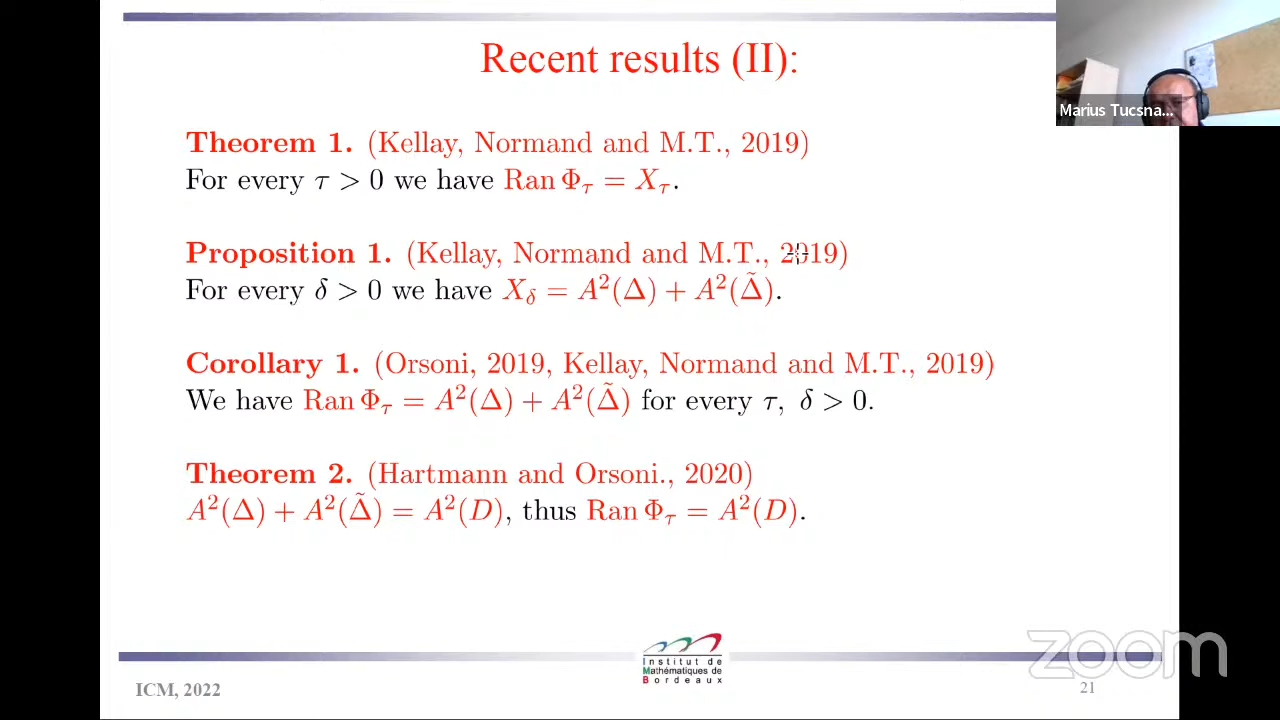 Recent results (II):
Marius Tucsna...
Theorem 1. (Kellay, Normand and M.T., 2019)
For every τ > 0 we have Ran Φ_τ = X_τ.
Proposition 1. (Kellay, Normand and M.T., 2019)
For every δ > 0 we have X_δ = A²(Δ) + A²(Δ̃).
Corollary 1. (Orsoni, 2019, Kellay, Normand and M.T., 2019)
We have Ran Φ_τ = A²(Δ) + A²(Δ̃) for every τ, δ > 0.
Theorem 2. (Hartmann and Orsoni., 2020)
A²(Δ) + A²(Δ̃) = A²(D), thus Ran Φ_τ = A²(D).
Institut de
Mathématiques de
Bordeaux
zoom
ICM, 2022
21